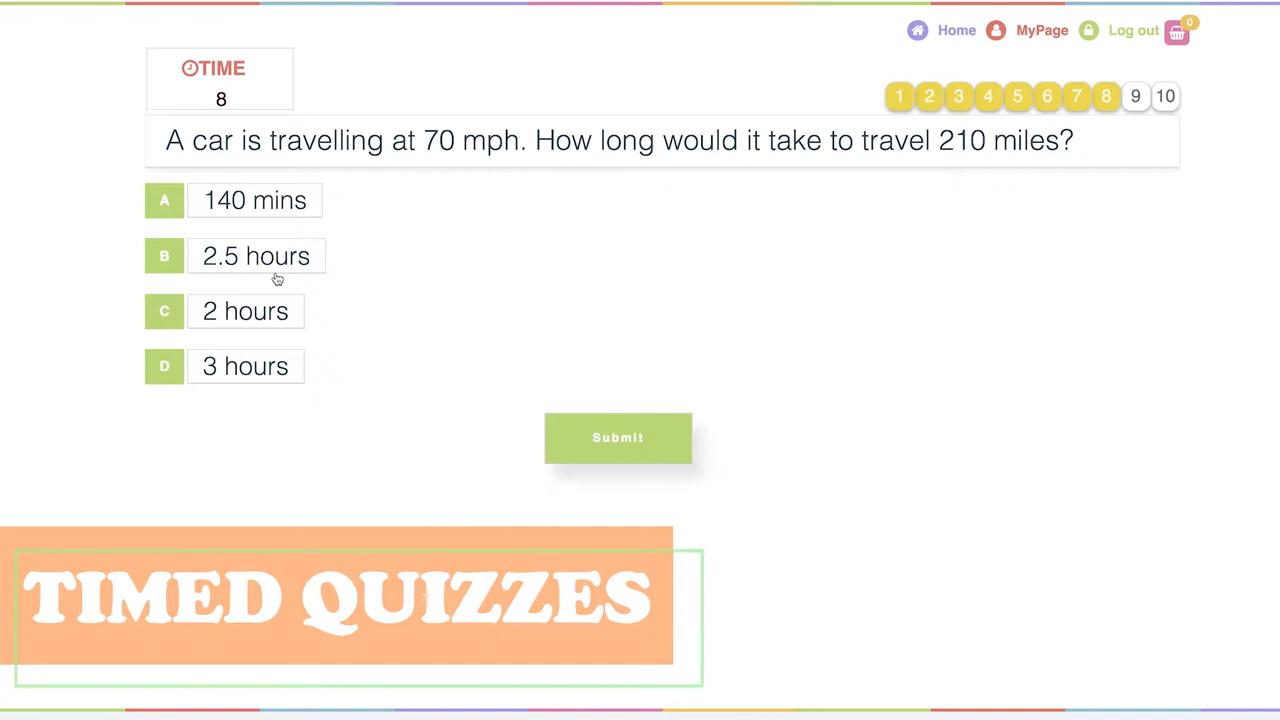 Home MyPage Log out 0
TIME
8
1 2 3 4 5 6 7 8 9 10
A car is travelling at 70 mph. How long would it take to travel 210 miles?
A 140 mins
B 2.5 hours
C 2 hours
D 3 hours
Submit
TIMED QUIZZES